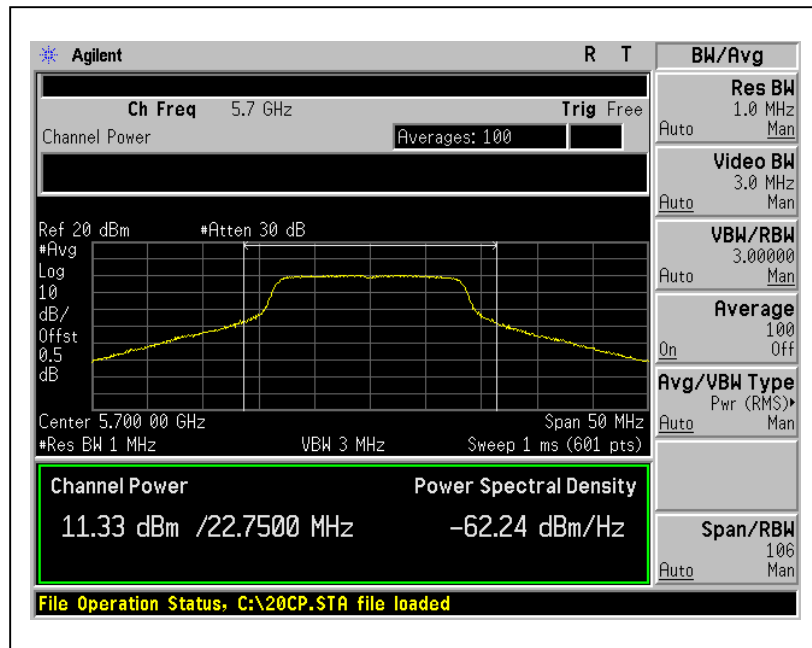 Agilent R T
Ch Freq 5.7 GHz Trig Free
Channel Power Averages: 100
Ref 20 dBm #Atten 30 dB
#Avg
Log
10
dB/
Offst
0.5
dB
Center 5.700 00 GHz Span 50 MHz
#Res BW 1 MHz VBW 3 MHz Sweep 1 ms (601 pts)
Channel Power Power Spectral Density
11.33 dBm /22.7500 MHz -62.24 dBm/Hz
File Operation Status, C:\20CP.STA file loaded
BW/Avg
Res BW
1.0 MHz
Auto Man
Video BW
3.0 MHz
Auto Man
VBW/RBW
3.00000
Auto Man
Average
100
On Off
Avg/VBW Type
Pwr (RMS)▸
Auto Man
Span/RBW
106
Auto Man